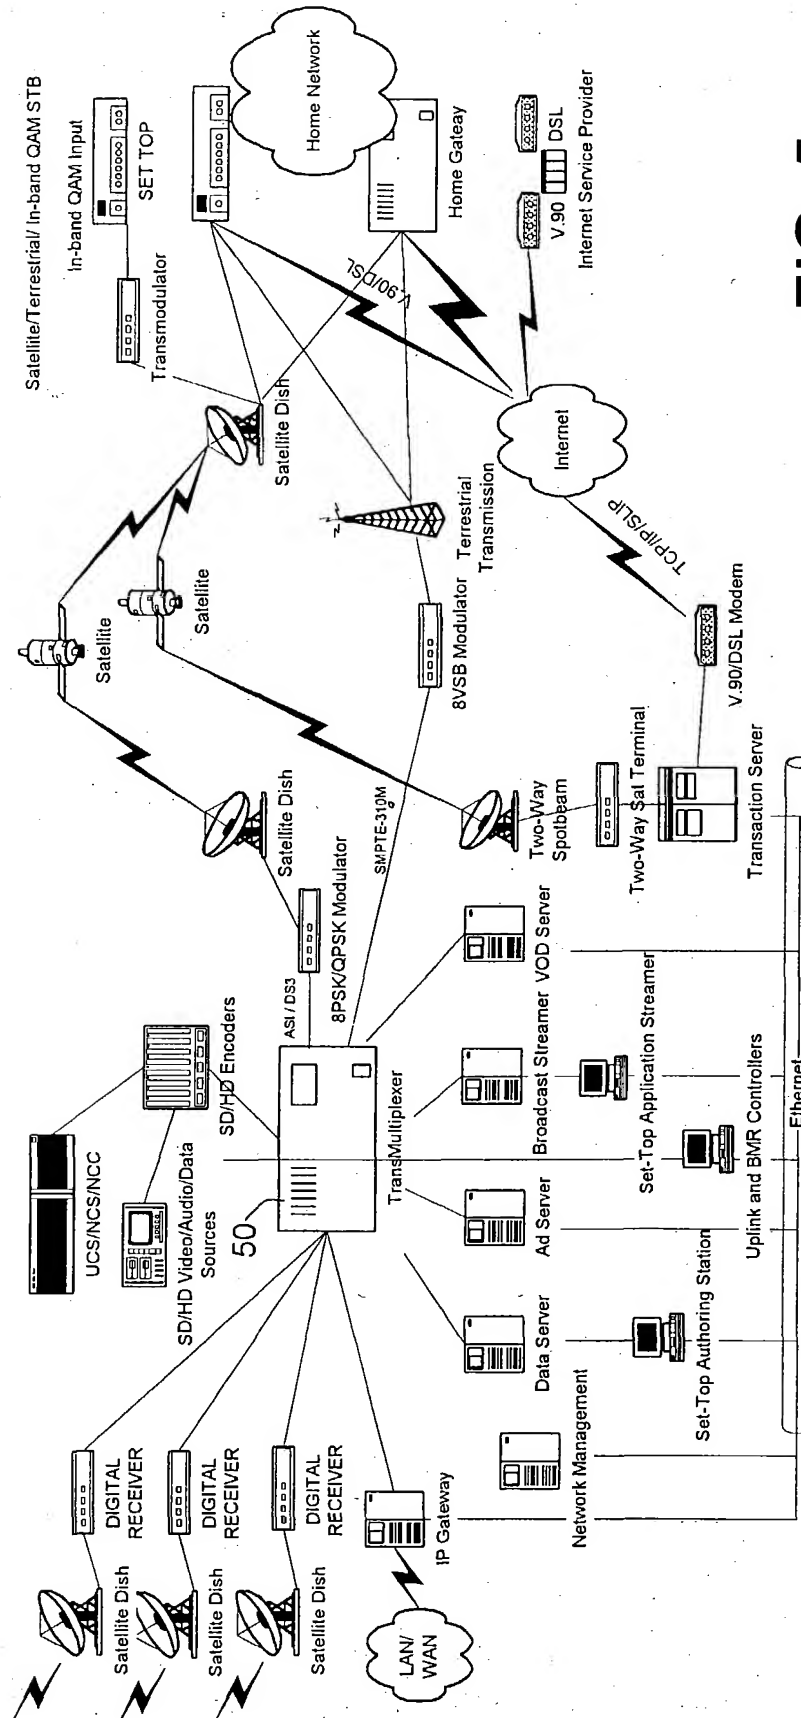 Satellite/Terrestrial/ In-band QAM STB
In-band QAM Input
SET TOP
Transmodulator
Home Network
Home Gateay
V.90/DSL
V.90
DSL
Internet Service Provider
Satellite Dish
Satellite
Satellite
Terrestrial
Transmission
Internet
TCP/IP/SLIP
8VSB Modulator
V.90/DSL Modem
Satellite Dish
SMPTE-310M
Two-Way
Spotbeam
Two-Way Sat Terminal
Transaction Server
8PSK/QPSK Modulator
ASI / DS3
SD/HD Encoders
UCS/NCS/NCC
SD/HD Video/Audio/Data
Sources
50
TransMultiplexer
VOD Server
Broadcast Streamer
Set-Top Application Streamer
Ad Server
Uplink and BMR Controllers
Ethernet
Data Server
Set-Top Authoring Station
Network Management
DIGITAL
RECEIVER
DIGITAL
RECEIVER
DIGITAL
RECEIVER
IP Gateway
Satellite Dish
Satellite Dish
Satellite Dish
LAN/
WAN